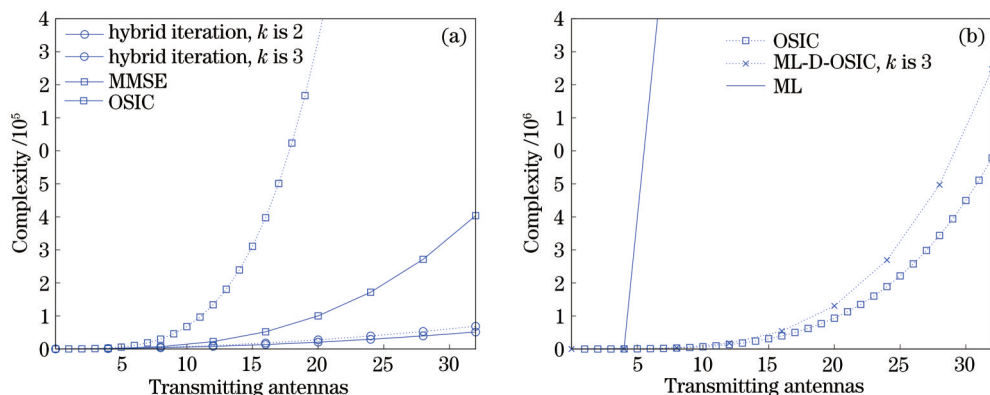 4
3
2
1
0
5
4
3
2
1
0
5
10
15
20
25
30
Complexity /10⁵
Transmitting antennas
hybrid iteration, k is 2
hybrid iteration, k is 3
MMSE
OSIC
(a)
4
3
2
1
0
5
4
3
2
1
0
5
10
15
20
25
30
Complexity /10⁶
Transmitting antennas
OSIC
ML-D-OSIC, k is 3
ML
(b)